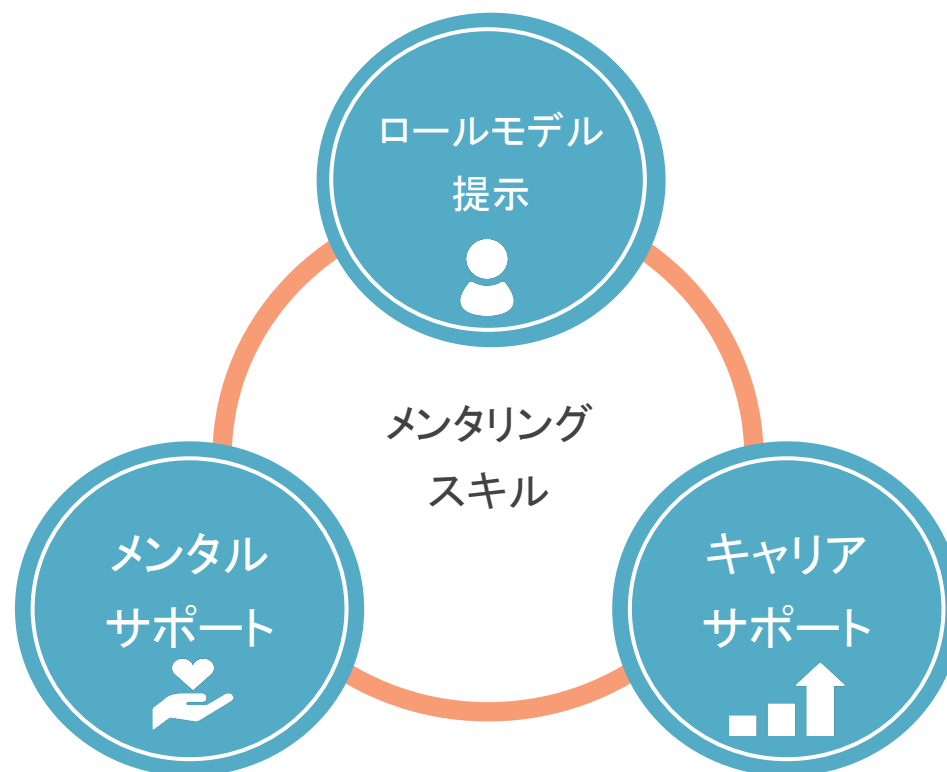 ロールモデル
提示
メンタリング
スキル
メンタル
サポート
キャリア
サポート